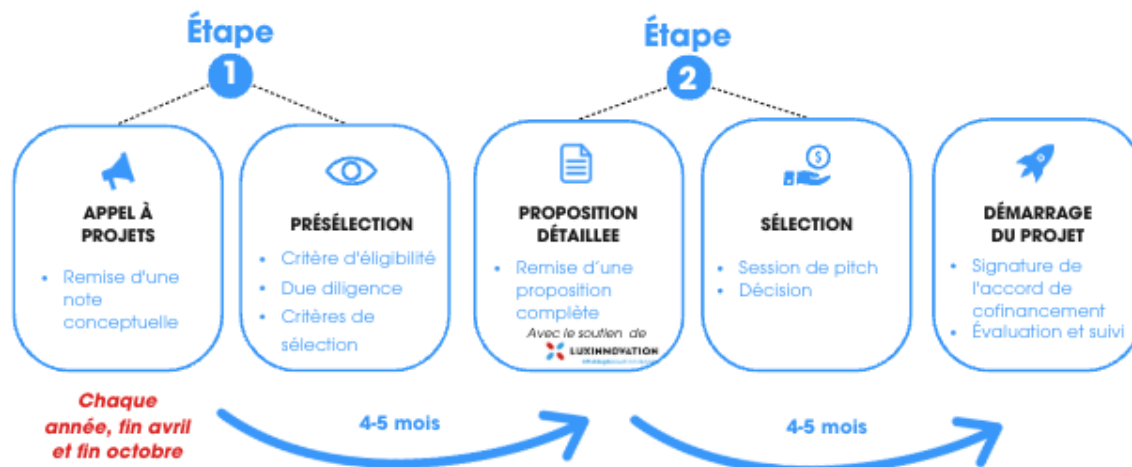 Étape
1
Étape
2
APPEL À
PROJETS
• Remise d'une
note
conceptuelle
PRÉSÉLECTION
• Critère d'éligibilité
• Due diligence
• Critères de
sélection
PROPOSITION
DÉTAILLEE
• Remise d’une
proposition
complète
Avec le soutien de
LUXINNOVATION
$
SÉLECTION
• Session de pitch
• Décision
DÉMARRAGE
DU PROJET
• Signature de
l'accord de
cofinancement
• Évaluation et suivi
Chaque
année, fin avril
et fin octobre
4-5 mois
4-5 mois